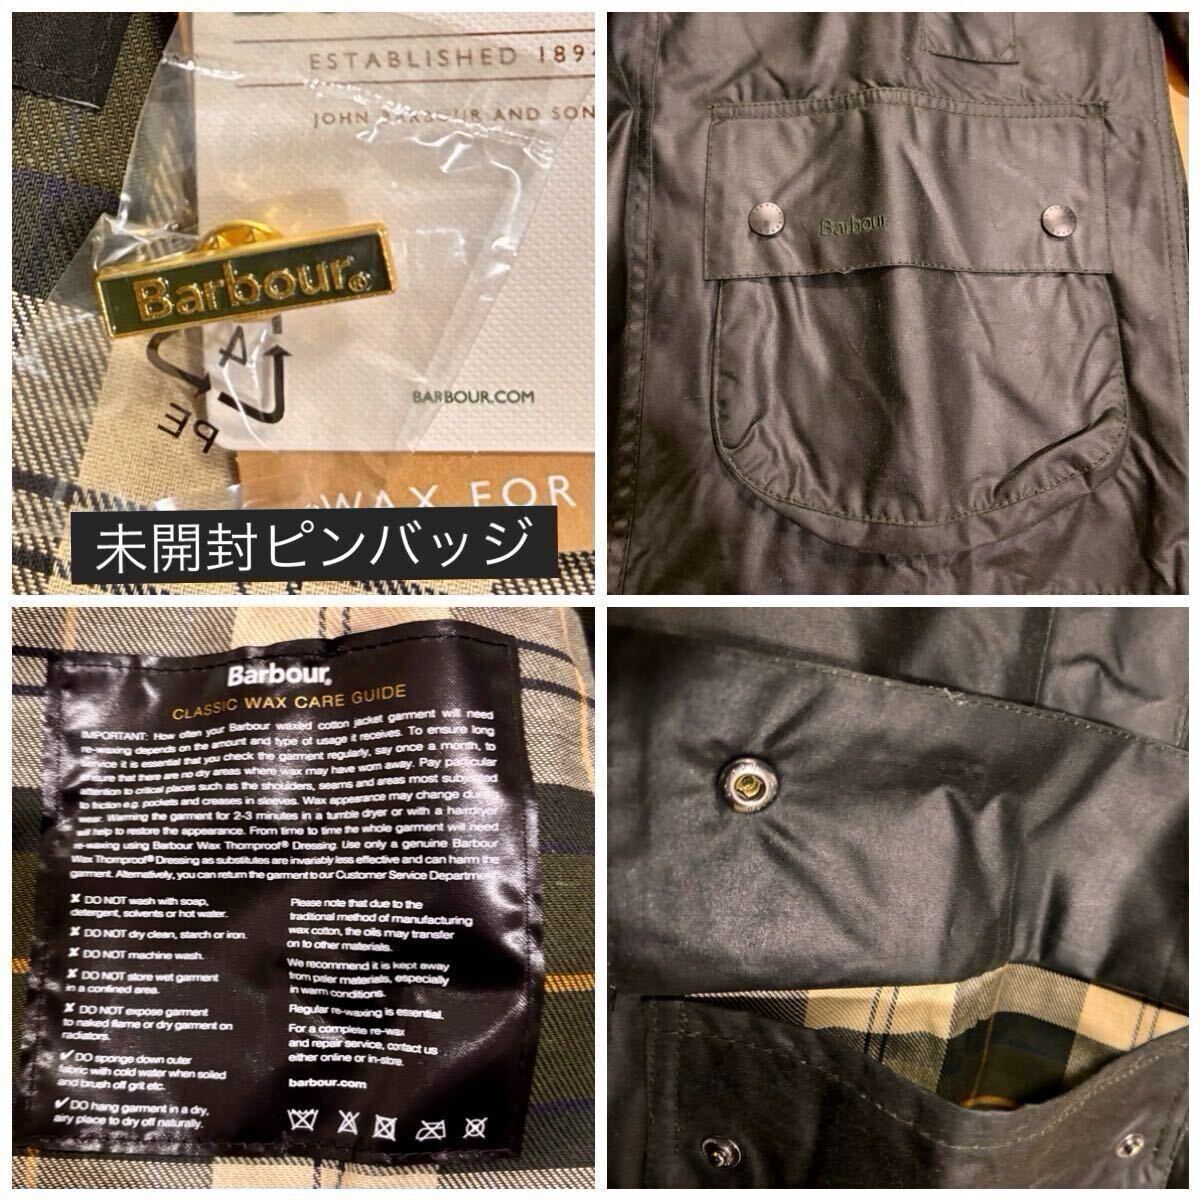 ESTABLISHED 1894
JOHN BARBOUR AND SON
Barbour®
BARBOUR.COM
PE
WAX FOR
未開封ピンバッジ
Barbour
Barbour
CLASSIC WAX CARE GUIDE
IMPORTANT: How often your Barbour waxed cotton jacket garment will need
re-waxing depends on the amount and type of usage it receives. To ensure long
service it is essential that you check the garment regularly, say once a month, to
ensure that there are no dry areas where wax may have worn away. Pay particular
attention to critical places such as the shoulders, seams and areas most subjected
to friction e.g. pockets and creases in sleeves. Wax appearance may change during
wear. Warming the garment for 2-3 minutes in a tumble dryer or with a hairdryer
will help to restore the appearance. From time to time the whole garment will need
re-waxing using Barbour Wax Thornproof® Dressing. Use only a genuine Barbour
Wax Thornproof® Dressing as substitutes are invariably less effective and can harm the
garment. Alternatively, you can return the garment to our Customer Service Department.
✘ DO NOT wash with soap,
detergent, solvents or hot water.
✘ DO NOT dry clean, starch or iron.
✘ DO NOT machine wash.
✘ DO NOT store wet garment
in a confined area.
✘ DO NOT expose garment
to naked flame or dry garment on
radiators.
✔ DO sponge down outer
fabric with cold water when soiled
and brush off grit etc.
✔ DO hang garment in a dry,
airy place to dry off naturally.
Please note that due to the
traditional method of manufacturing
wax cotton, the oils may transfer
on to other materials.
We recommend it is kept away
from paler materials, especially
in warm conditions.
Regular re-waxing is essential.
For a complete re-wax
and repair service, contact us
either online or in-store.
barbour.com